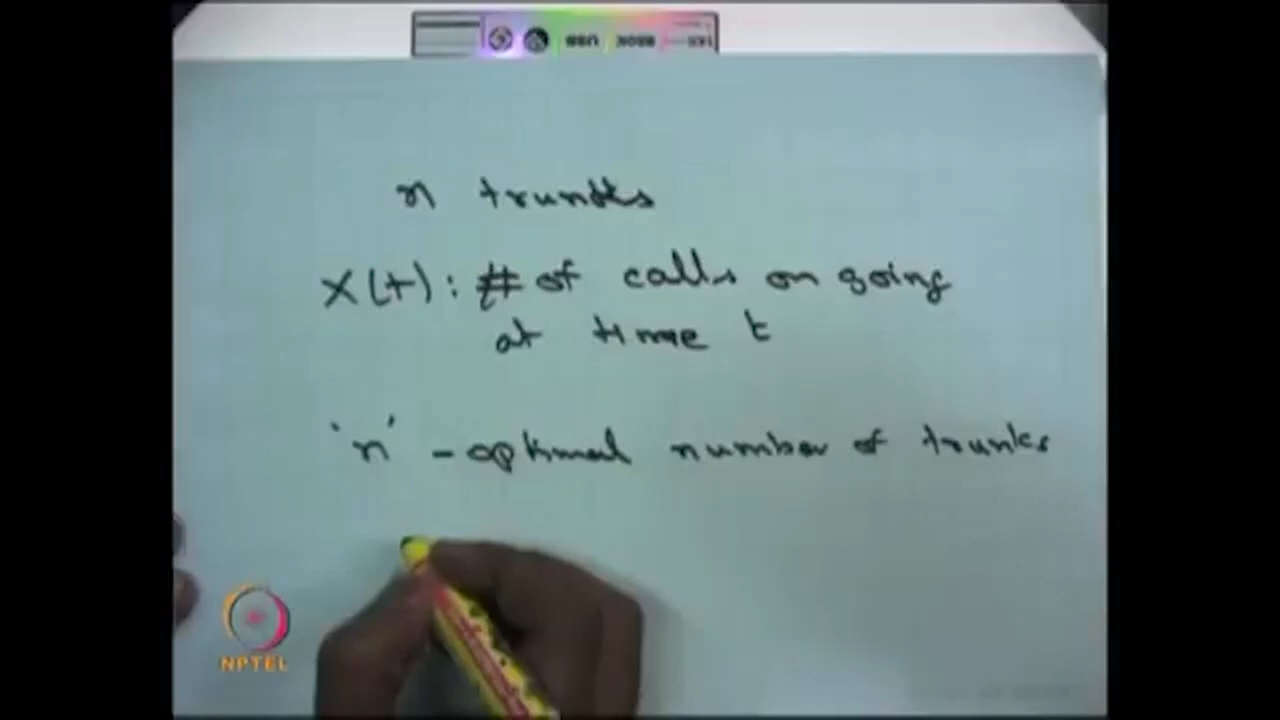 n trunks
X(t): # of calls on going
at time t
'n' - optimal number of trunks
NPTEL